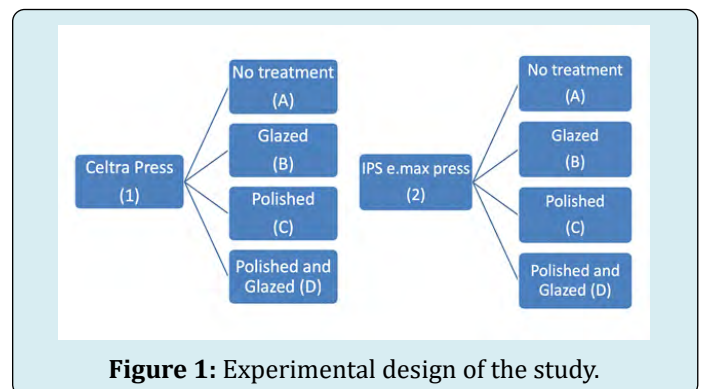 Celtra Press
(1)
No treatment
(A)
Glazed
(B)
Polished
(C)
Polished and
Glazed (D)
IPS e.max press
(2)
No treatment
(A)
Glazed
(B)
Polished
(C)
Polished and
Glazed (D)
Figure 1: Experimental design of the study.